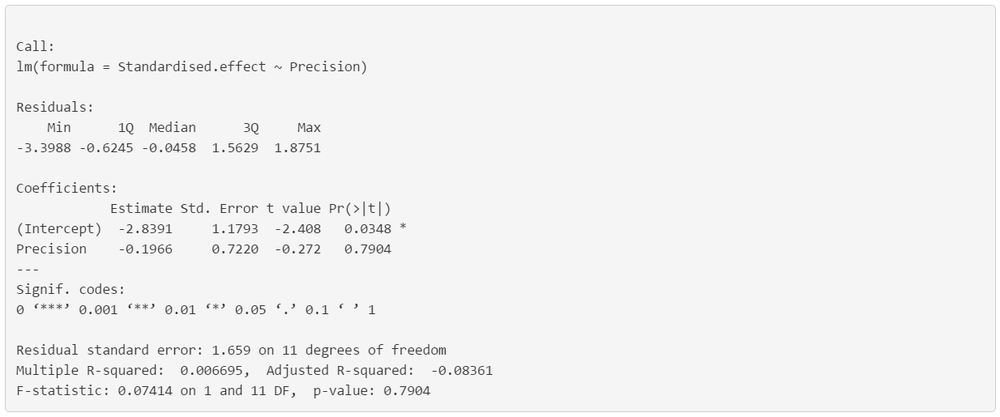 Call:
lm(formula = Standardised.effect ~ Precision)
Residuals:
    Min      1Q  Median      3Q     Max
-3.3988 -0.6245 -0.0458  1.5629  1.8751
Coefficients:
            Estimate Std. Error t value Pr(>|t|)
(Intercept)  -2.8391     1.1793  -2.408   0.0348 *
Precision    -0.1966     0.7220  -0.272   0.7904
---
Signif. codes:
0 ‘***’ 0.001 ‘**’ 0.01 ‘*’ 0.05 ‘.’ 0.1 ‘ ’ 1
Residual standard error: 1.659 on 11 degrees of freedom
Multiple R-squared:  0.006695,  Adjusted R-squared:  -0.08361
F-statistic: 0.07414 on 1 and 11 DF,  p-value: 0.7904